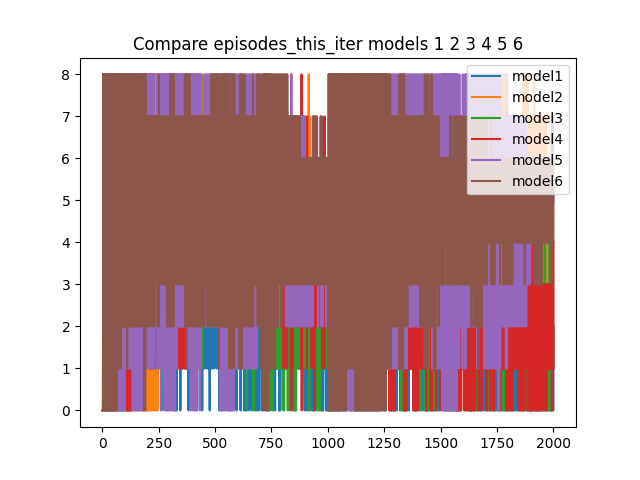 Compare episodes_this_iter models 1 2 3 4 5 6
8
7
6
5
4
3
2
1
0
model1
model2
model3
model4
model5
model6
0 250 500 750 1000 1250 1500 1750 2000